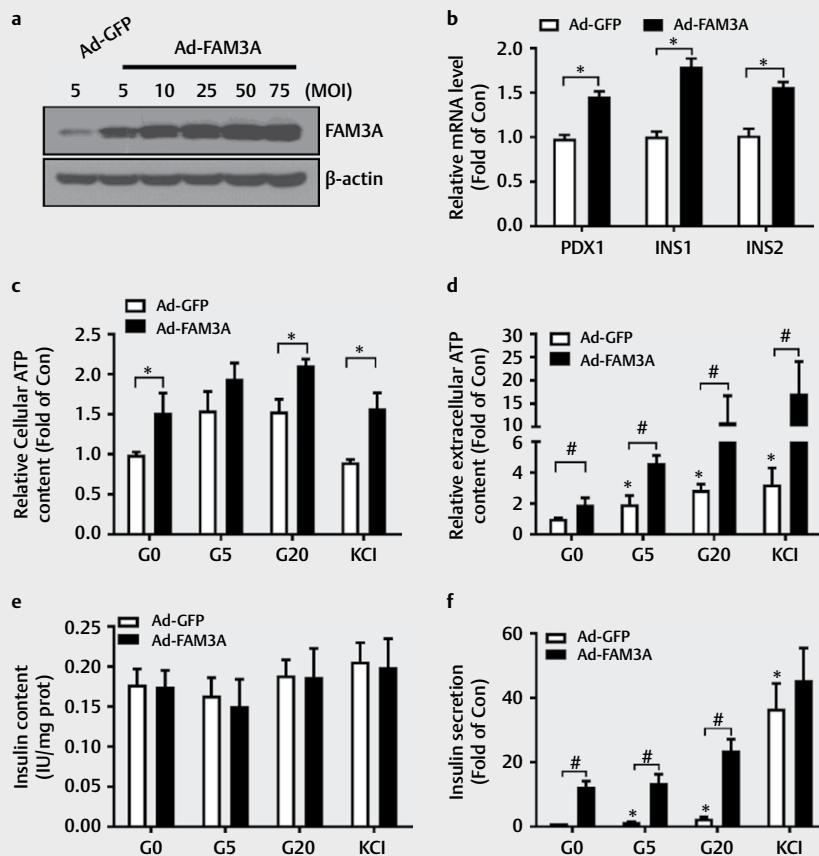 a
Ad-GFP
Ad-FAM3A
5 5 10 25 50 75 (MOI)
FAM3A
β-actin
b
Ad-GFP Ad-FAM3A
Relative mRNA level
(Fold of Con)
2.0
1.5
1.0
0.5
0.0
* * *
PDX1 INS1 INS2
c
Ad-GFP
Ad-FAM3A
Relative Cellular ATP
content (Fold of Con)
2.5
2.0
1.5
1.0
0.5
0.0
* * *
G0 G5 G20 KCl
d
Ad-GFP
Ad-FAM3A
Relative extracellular ATP
content (Fold of Con)
30
25
20
15
10
6
4
2
0
# # # #
* * *
G0 G5 G20 KCl
e
Ad-GFP
Ad-FAM3A
Insulin content
(IU/mg prot)
0.25
0.20
0.15
0.10
0.05
0.00
G0 G5 G20 KCl
f
Ad-GFP
Ad-FAM3A
Insulin secretion
(Fold of Con)
60
40
20
0
# # #
* * *
G0 G5 G20 KCl